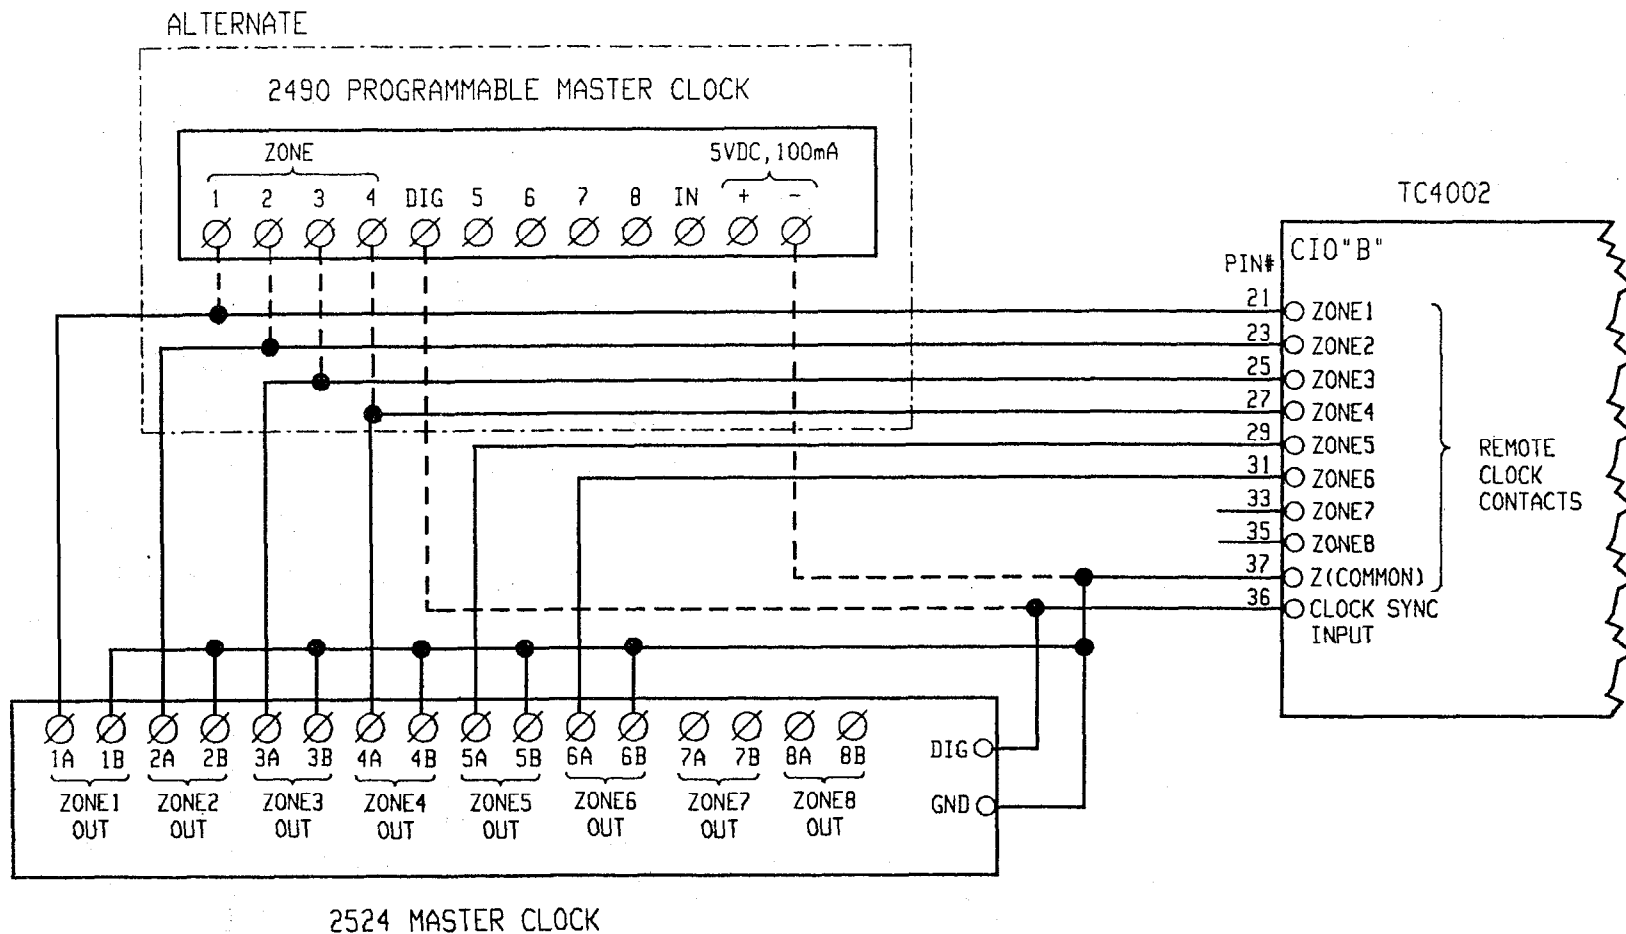 ALTERNATE
2490 PROGRAMMABLE MASTER CLOCK
ZONE
5VDC, 100mA
1 2 3 4 DIG 5 6 7 8 IN + -
TC4002
CIO"B"
PIN#
21 ZONE1
23 ZONE2
25 ZONE3
27 ZONE4
29 ZONE5
31 ZONE6
33 ZONE7
35 ZONE8
37 Z(COMMON)
36 CLOCK SYNC
INPUT
REMOTE
CLOCK
CONTACTS
1A 1B 2A 2B 3A 3B 4A 4B 5A 5B 6A 6B 7A 7B 8A 8B
DIG
GND
ZONE1 ZONE2 ZONE3 ZONE4 ZONE5 ZONE6 ZONE7 ZONE8
OUT OUT OUT OUT OUT OUT OUT OUT
2524 MASTER CLOCK